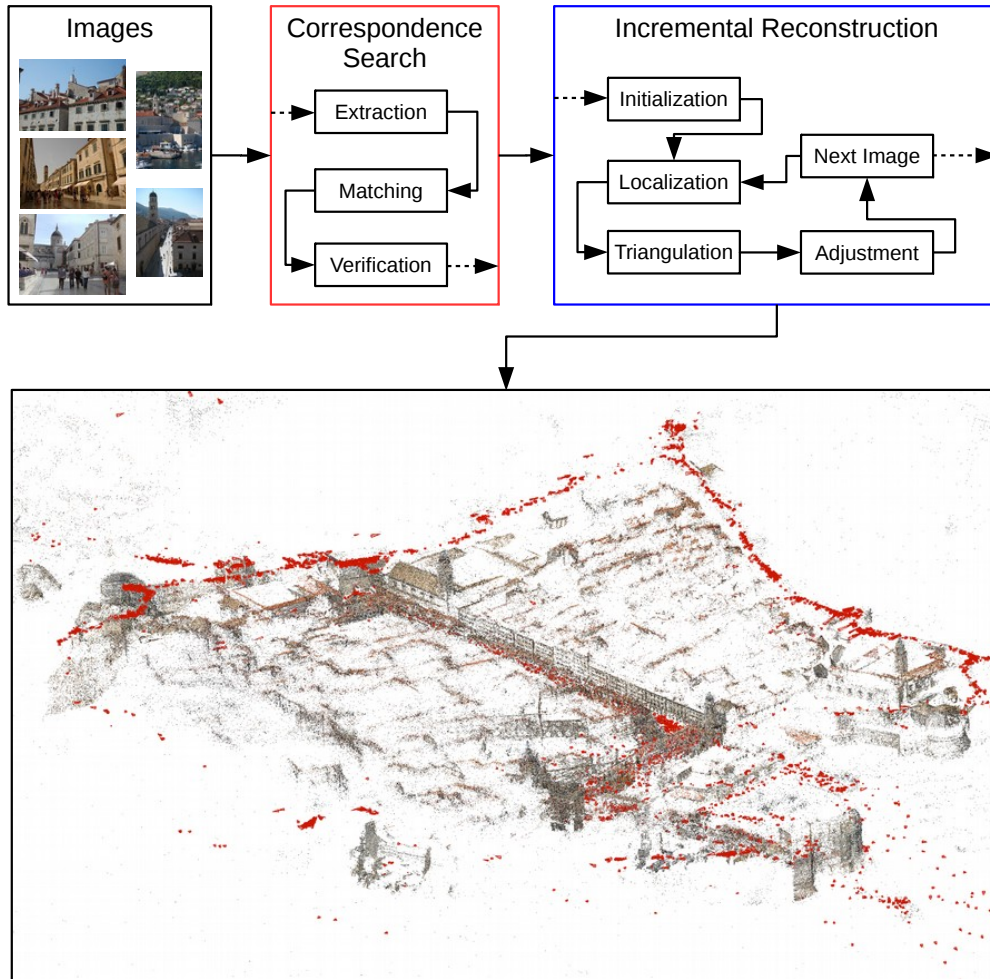 Images
Correspondence
Search
Extraction
Matching
Verification
Incremental Reconstruction
Initialization
Localization
Next Image
Triangulation
Adjustment